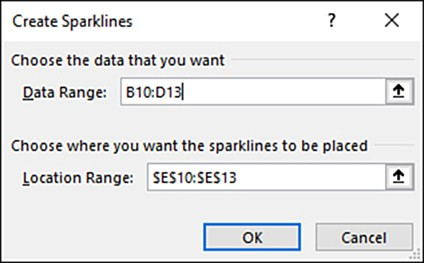 Create Sparklines ? ×
Choose the data that you want
Data Range: B10:D13
Choose where you want the sparklines to be placed
Location Range: $E$10:$E$13
OK Cancel